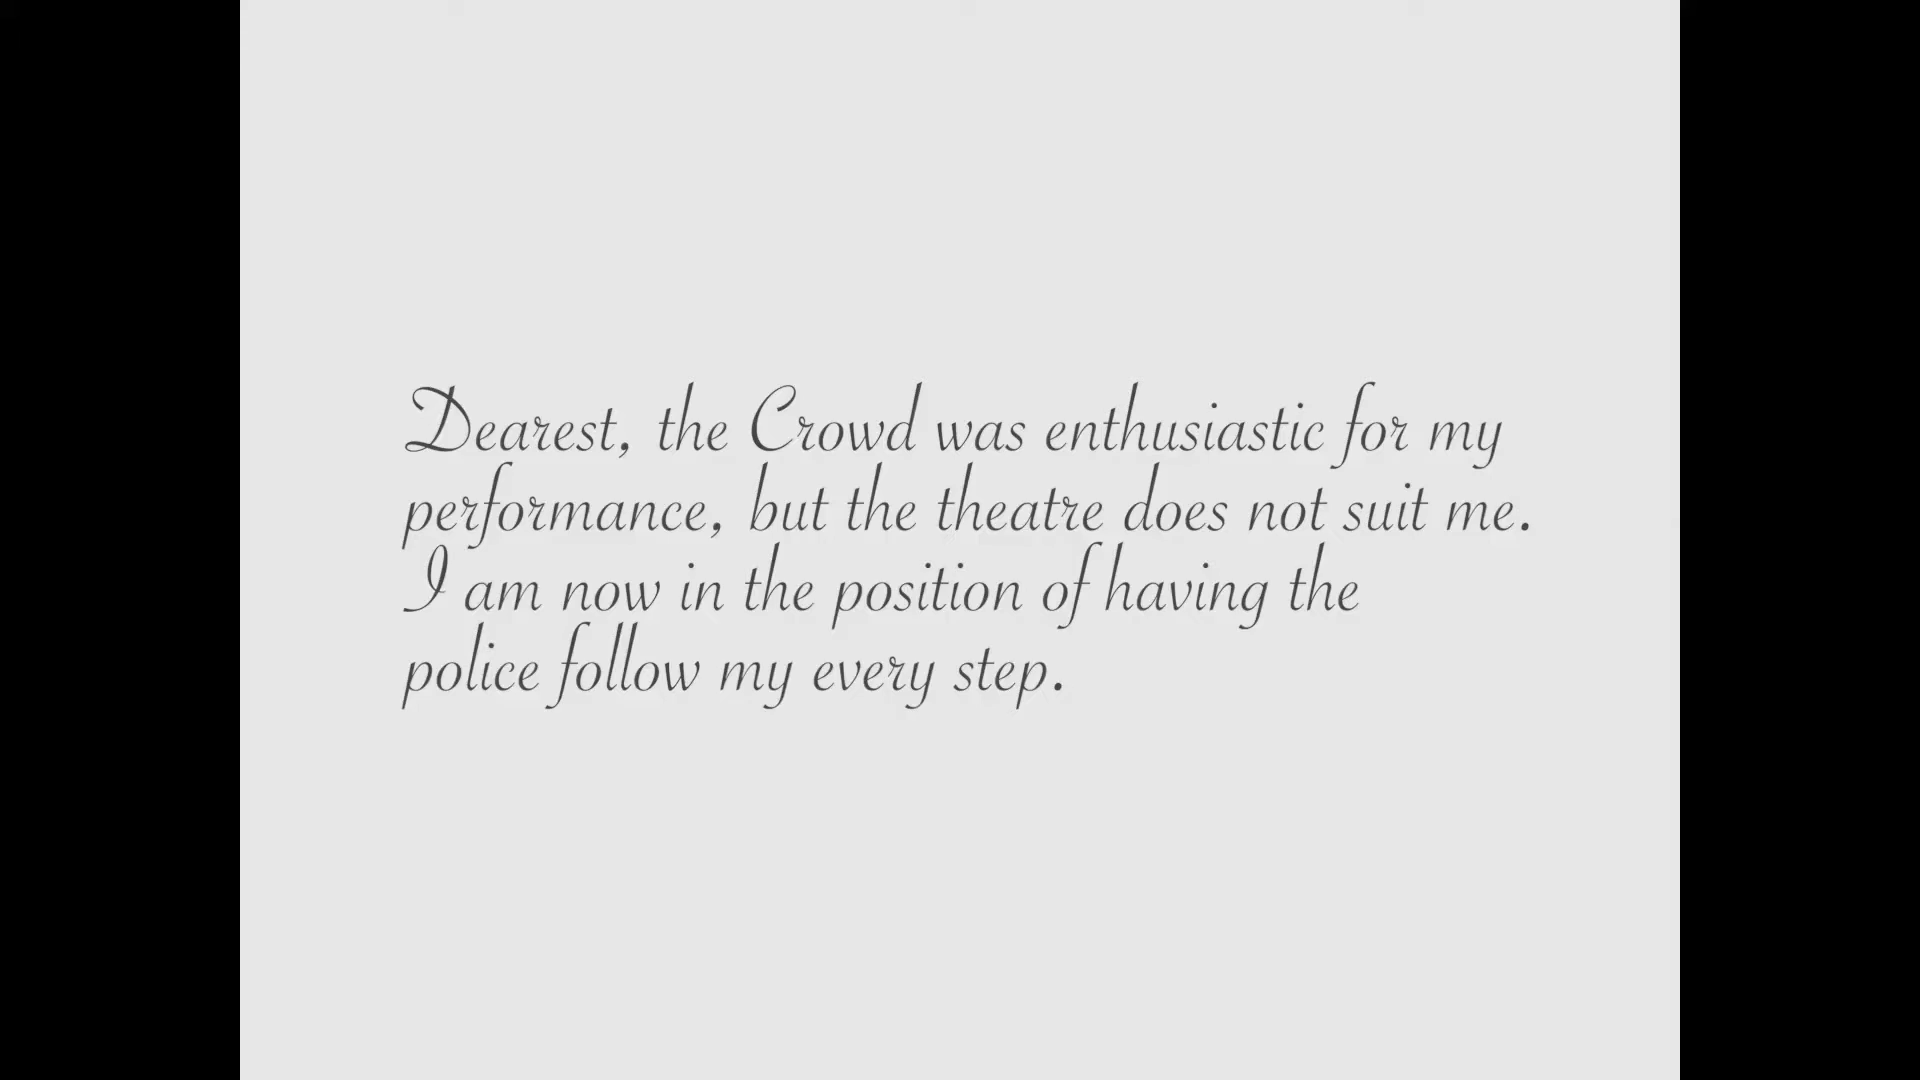 Dearest, the Crowd was enthusiastic for my
performance, but the theatre does not suit me.
I am now in the position of having the
police follow my every step.